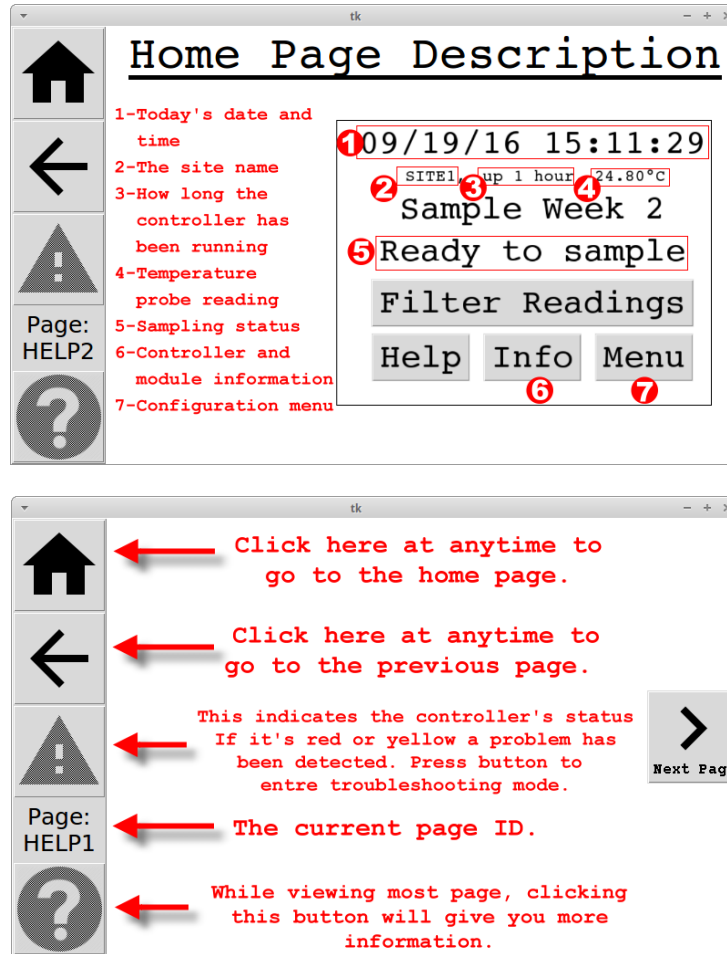 tk
Home Page Description
1-Today's date and
time
2-The site name
3-How long the
controller has
been running
4-Temperature
probe reading
5-Sampling status
6-Controller and
module information
7-Configuration menu
Page:
HELP2
1 09/19/16 15:11:29
2 SITE1, 3 up 1 hour 4 24.80°C
Sample Week 2
5 Ready to sample
Filter Readings
Help Info Menu
6 7
tk
Click here at anytime to
go to the home page.
Click here at anytime to
go to the previous page.
This indicates the controller's status
If it's red or yellow a problem has
been detected. Press button to
entre troubleshooting mode.
Next Pag
Page:
HELP1
The current page ID.
While viewing most page, clicking
this button will give you more
information.